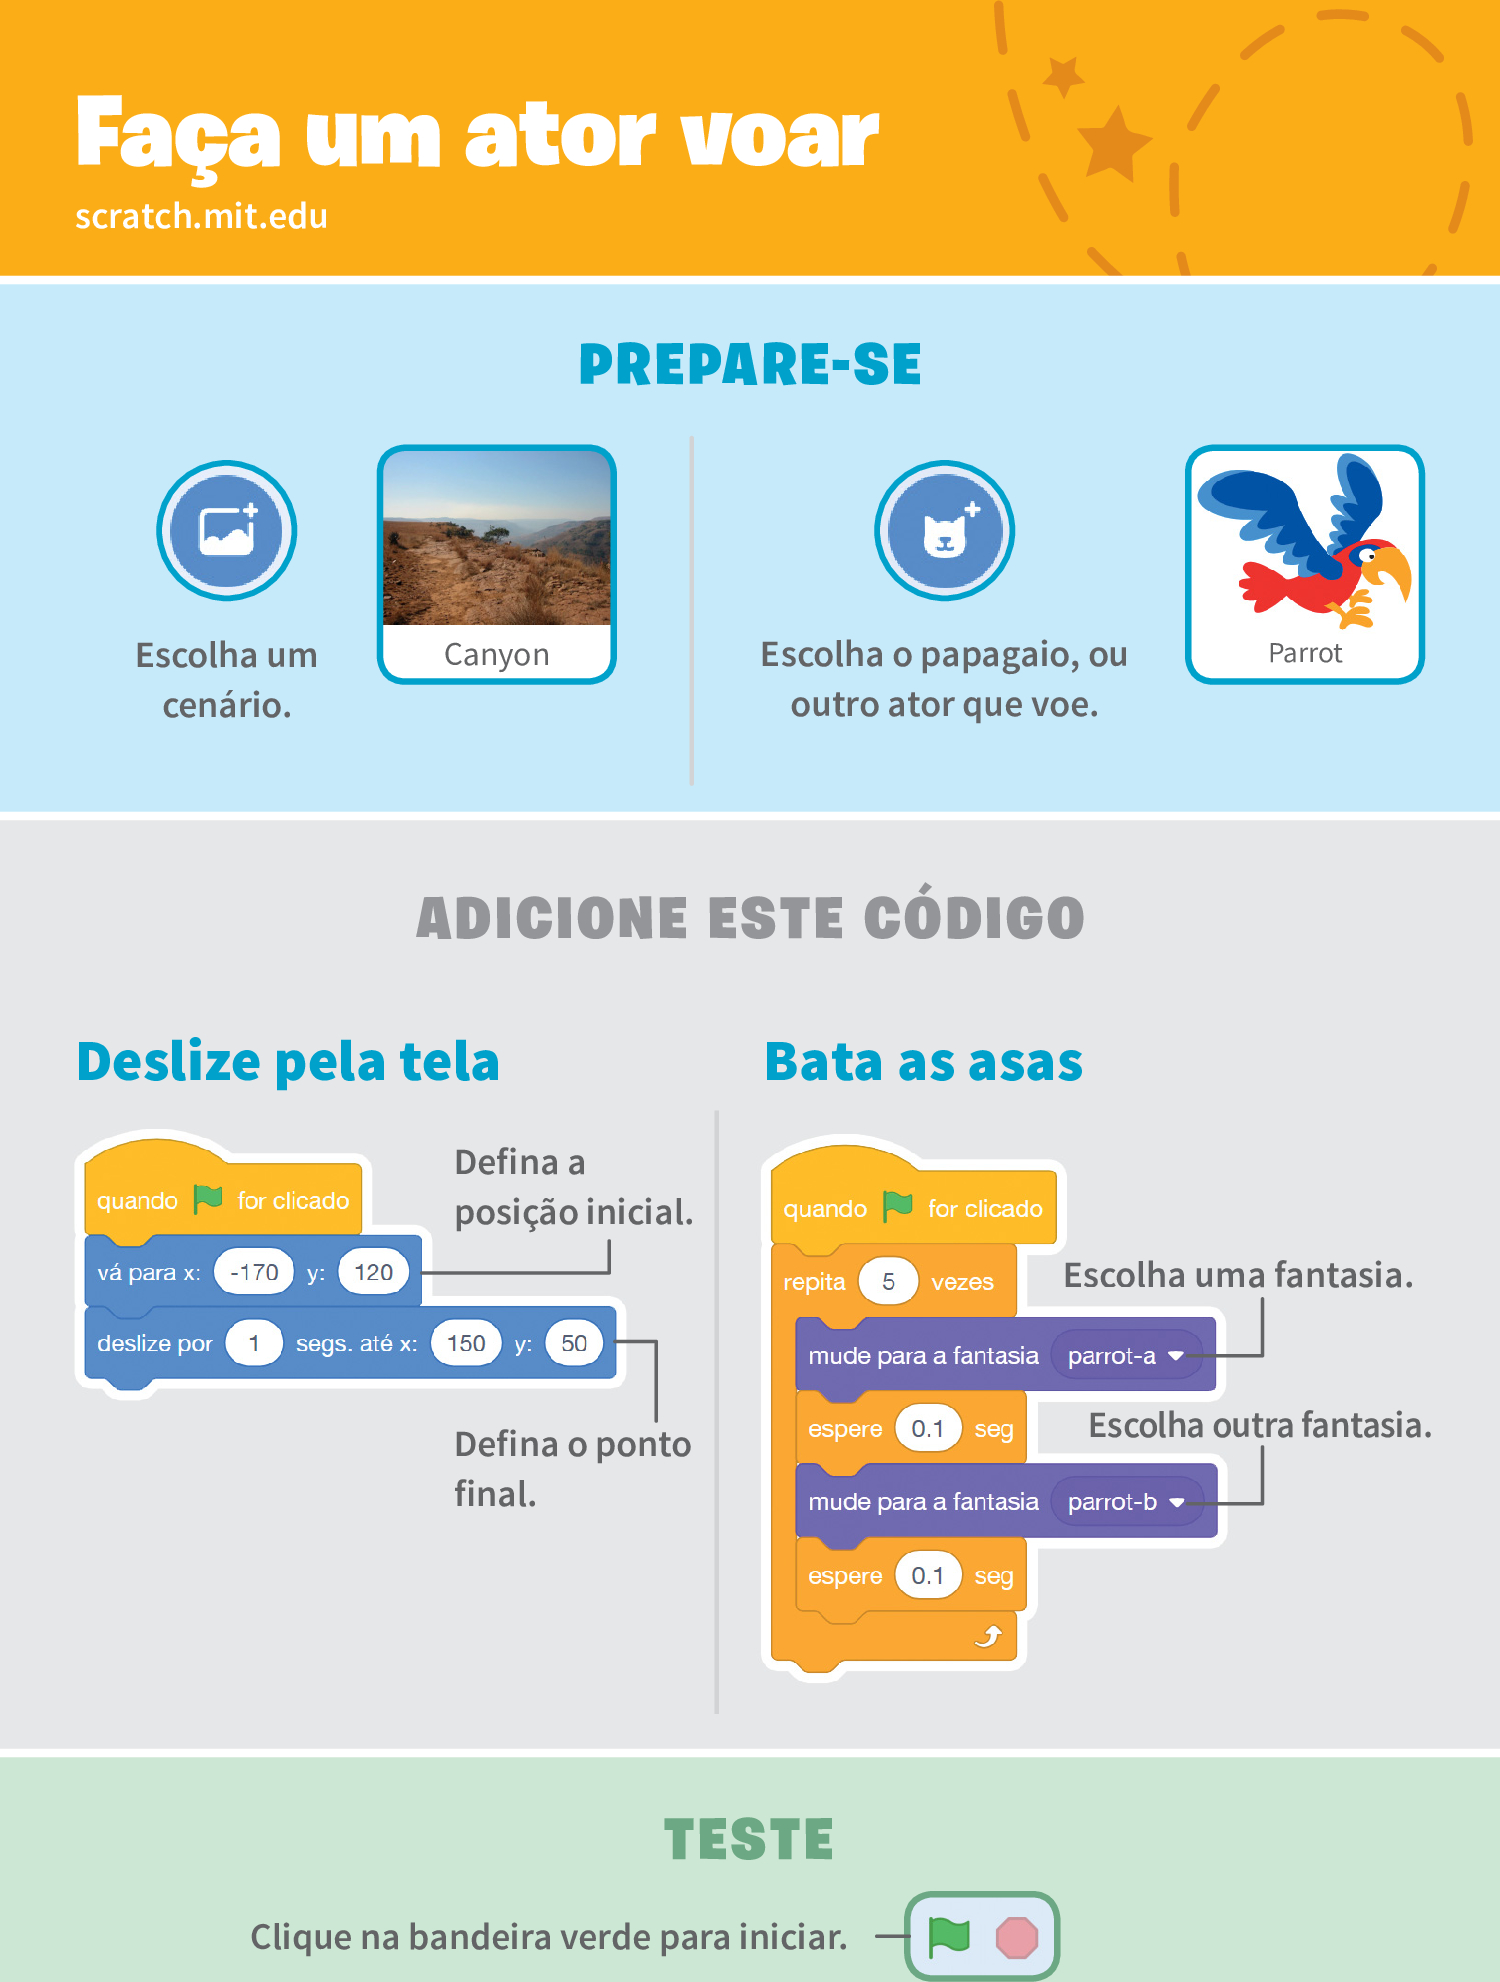 Faça um ator voar
scratch.mit.edu
PREPARE-SE
Escolha um
cenário.
Canyon
Escolha o papagaio, ou
outro ator que voe.
Parrot
ADICIONE ESTE CÓDIGO
Deslize pela tela
quando for clicado
vá para x: -170 y: 120
deslize por 1 segs. até x: 150 y: 50
Defina a
posição inicial.
Defina o ponto
final.
Bata as asas
quando for clicado
repita 5 vezes
mude para a fantasia parrot-a
espere 0.1 seg
mude para a fantasia parrot-b
espere 0.1 seg
Escolha uma fantasia.
Escolha outra fantasia.
TESTE
Clique na bandeira verde para iniciar.